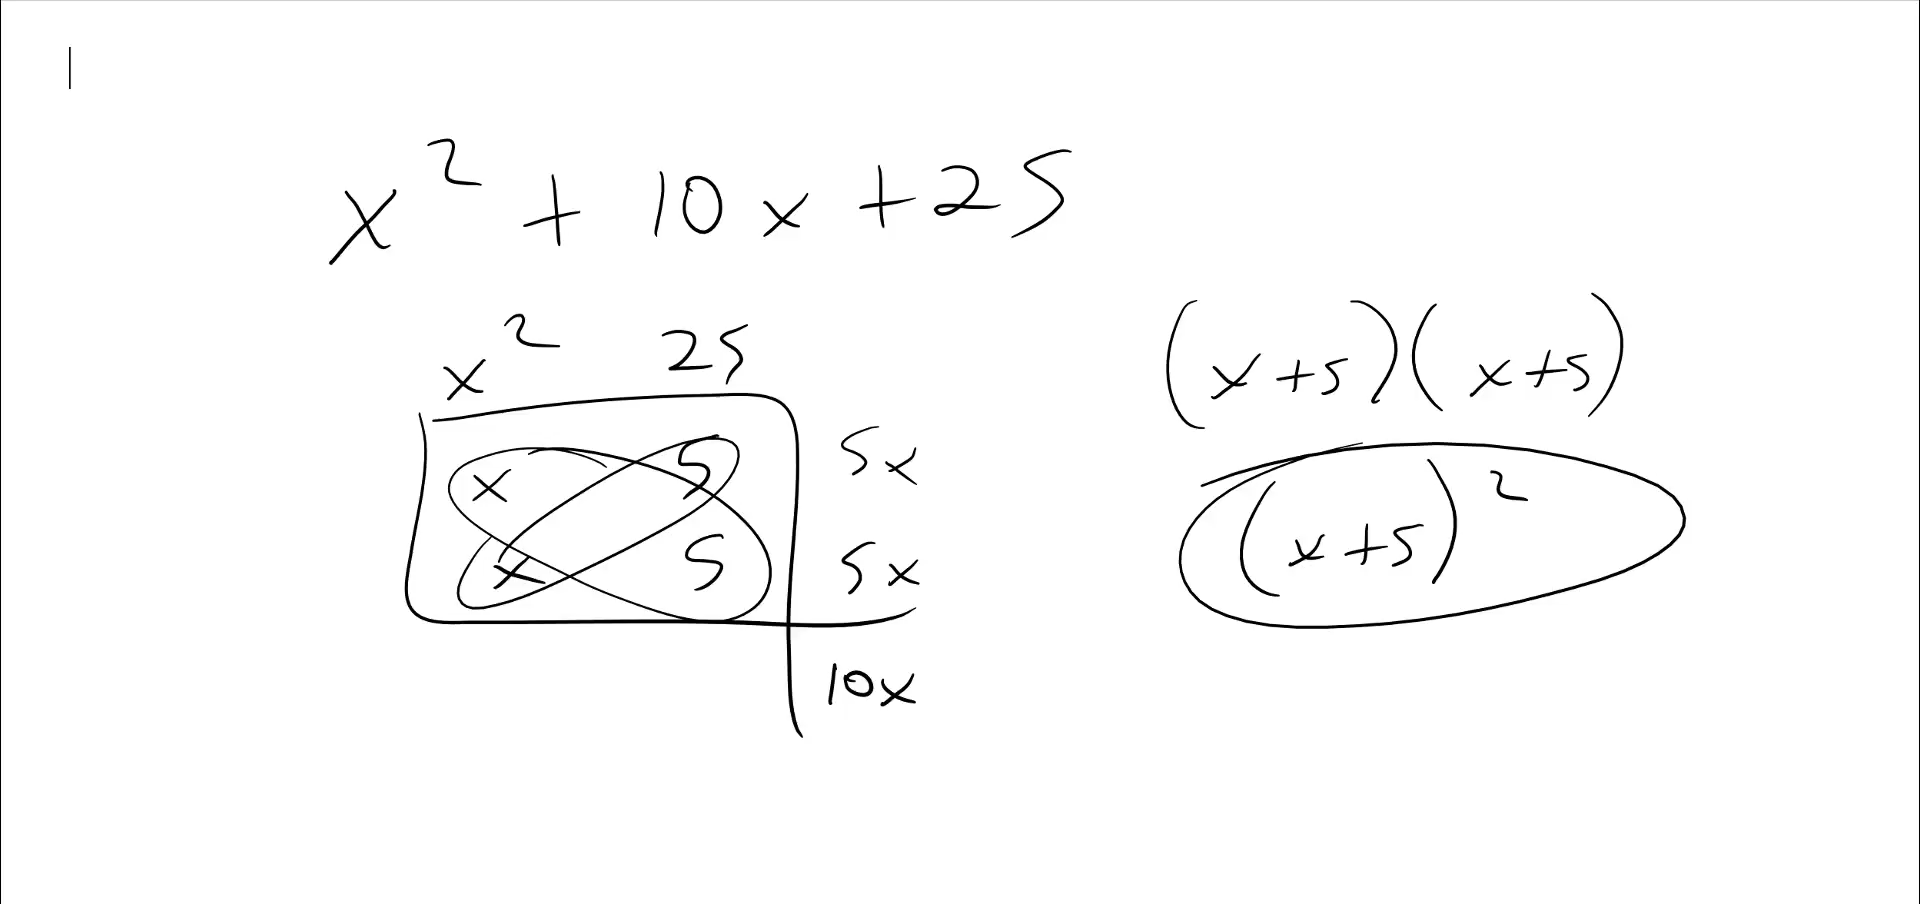 x² + 10x + 25
x² 25
x 5 5x
x 5 5x
10x
(x+5)(x+5)
(x+5)²